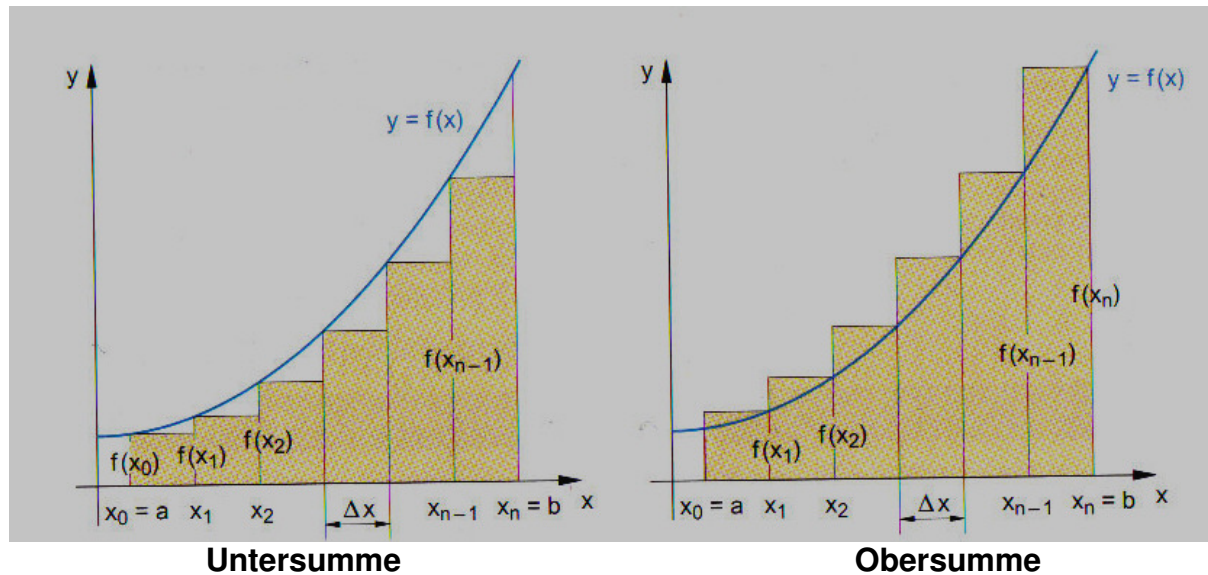 y
y = f(x)
f(x₀)
f(x₁)
f(x₂)
f(xₙ₋₁)
x₀ = a
x₁
x₂
Δx
xₙ₋₁
xₙ = b
x
Untersumme
y
y = f(x)
f(x₁)
f(x₂)
f(xₙ₋₁)
f(xₙ)
x₀ = a
x₁
x₂
Δx
xₙ₋₁
xₙ = b
x
Obersumme